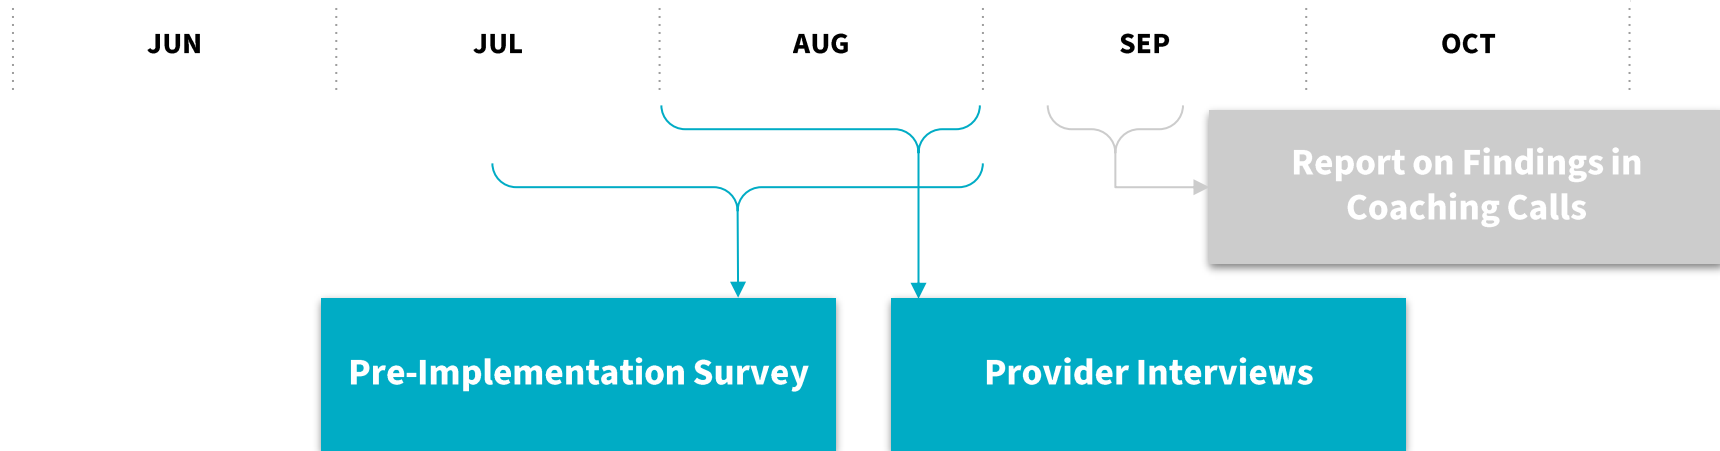 JUN JUL AUG SEP OCT
Report on Findings in
Coaching Calls
Pre-Implementation Survey
Provider Interviews